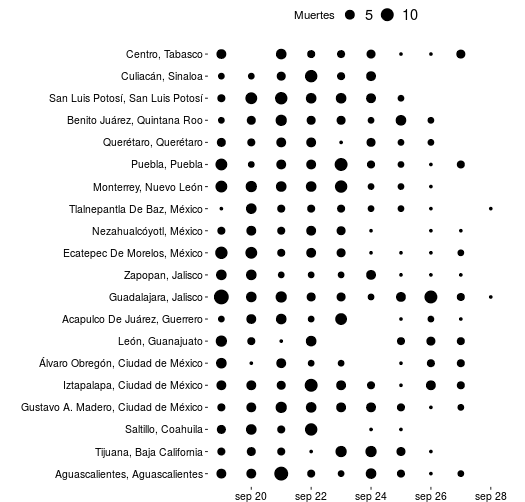 Muertes 5 10
Centro, Tabasco
Culiacán, Sinaloa
San Luis Potosí, San Luis Potosí
Benito Juárez, Quintana Roo
Querétaro, Querétaro
Puebla, Puebla
Monterrey, Nuevo León
Tlalnepantla De Baz, México
Nezahualcóyotl, México
Ecatepec De Morelos, México
Zapopan, Jalisco
Guadalajara, Jalisco
Acapulco De Juárez, Guerrero
León, Guanajuato
Álvaro Obregón, Ciudad de México
Iztapalapa, Ciudad de México
Gustavo A. Madero, Ciudad de México
Saltillo, Coahuila
Tijuana, Baja California
Aguascalientes, Aguascalientes
sep 20 sep 22 sep 24 sep 26 sep 28